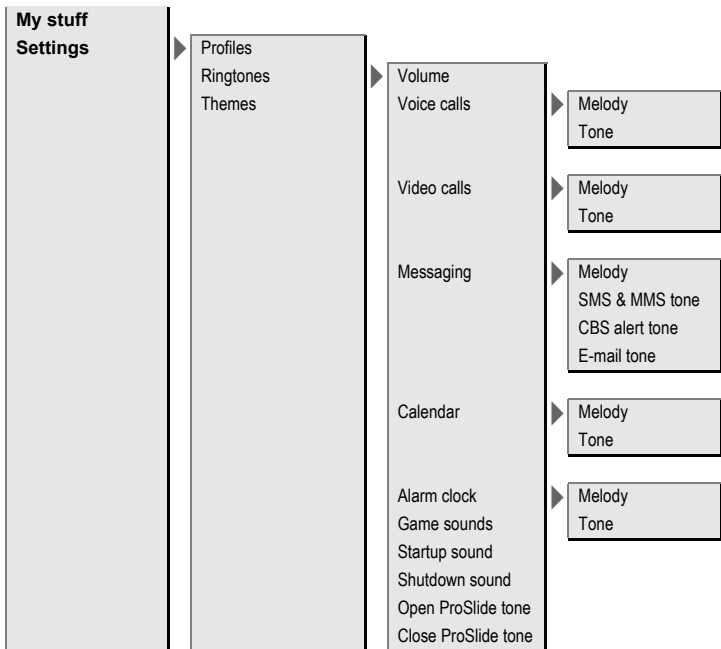 My stuff
Settings
Profiles
Ringtones
Themes
Volume
Voice calls
Melody
Tone
Video calls
Melody
Tone
Messaging
Melody
SMS & MMS tone
CBS alert tone
E-mail tone
Calendar
Melody
Tone
Alarm clock
Melody
Tone
Game sounds
Startup sound
Shutdown sound
Open ProSlide tone
Close ProSlide tone